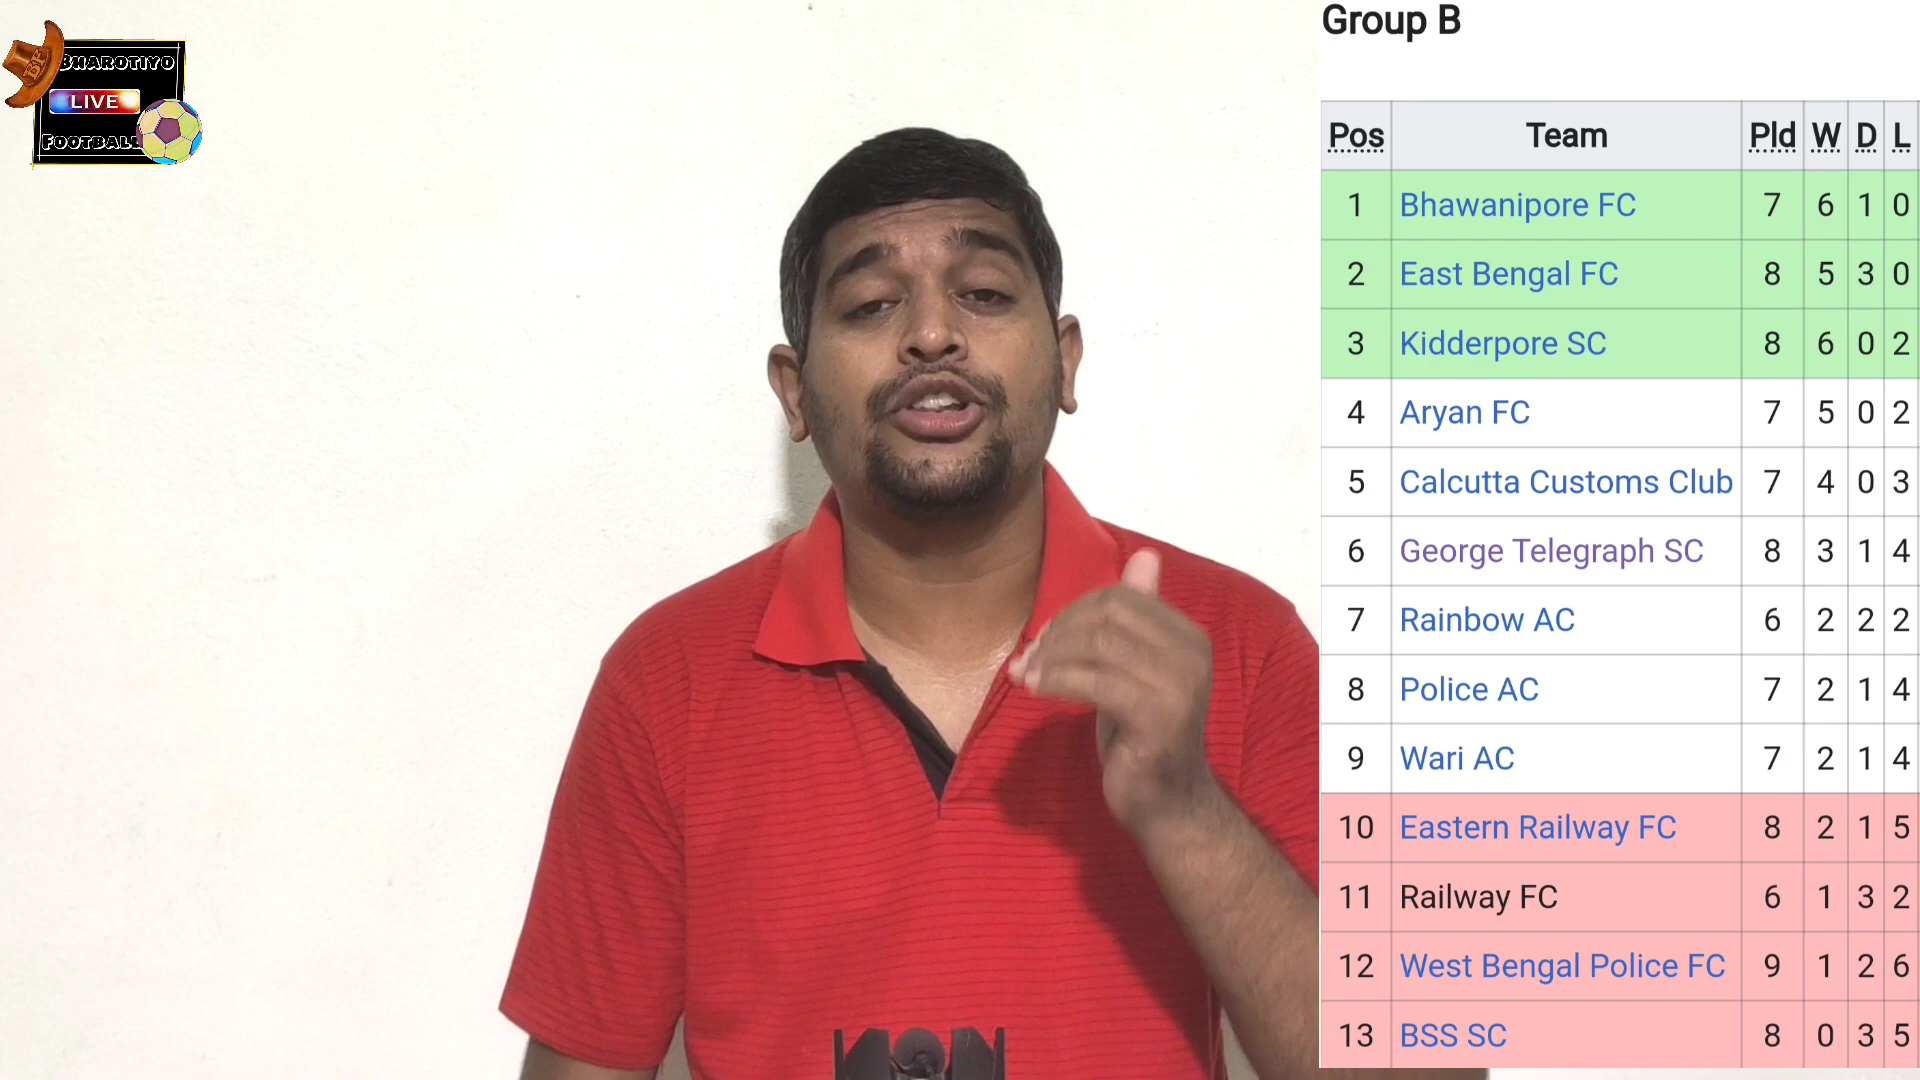 BHAROTIYO
LIVE
FOOTBALL
BF
Group B
Pos Team Pld W D L
1 Bhawanipore FC 7 6 1 0
2 East Bengal FC 8 5 3 0
3 Kidderpore SC 8 6 0 2
4 Aryan FC 7 5 0 2
5 Calcutta Customs Club 7 4 0 3
6 George Telegraph SC 8 3 1 4
7 Rainbow AC 6 2 2 2
8 Police AC 7 2 1 4
9 Wari AC 7 2 1 4
10 Eastern Railway FC 8 2 1 5
11 Railway FC 6 1 3 2
12 West Bengal Police FC 9 1 2 6
13 BSS SC 8 0 3 5